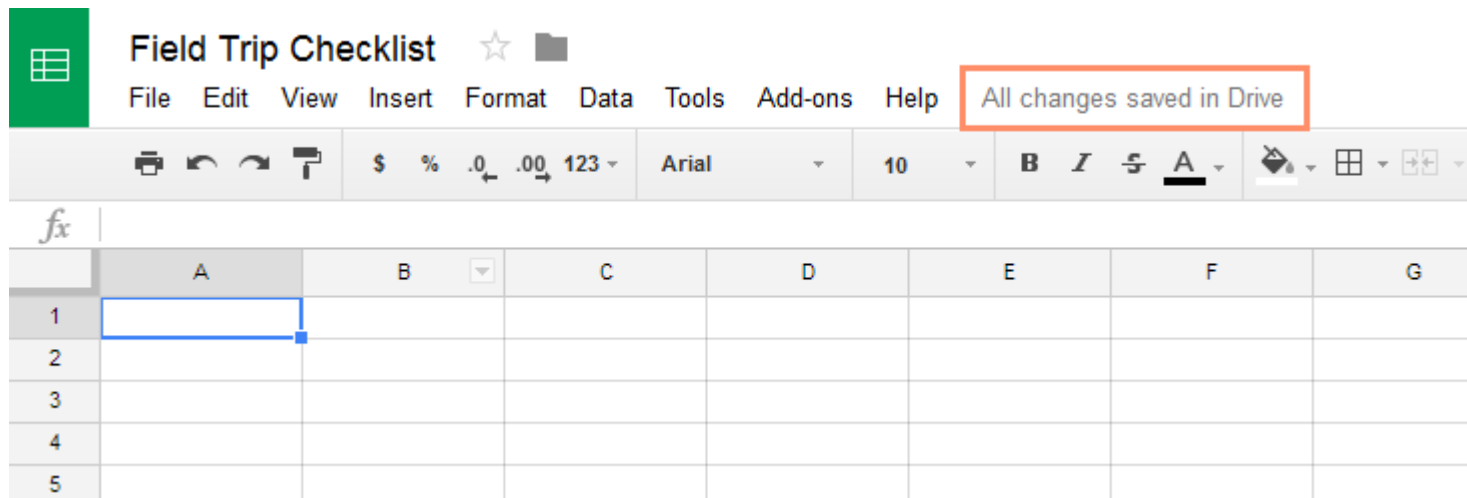 Field Trip Checklist
File Edit View Insert Format Data Tools Add-ons Help All changes saved in Drive
$ % .0 .00 123 Arial 10 B I S A
fx
A B C D E F G
1
2
3
4
5